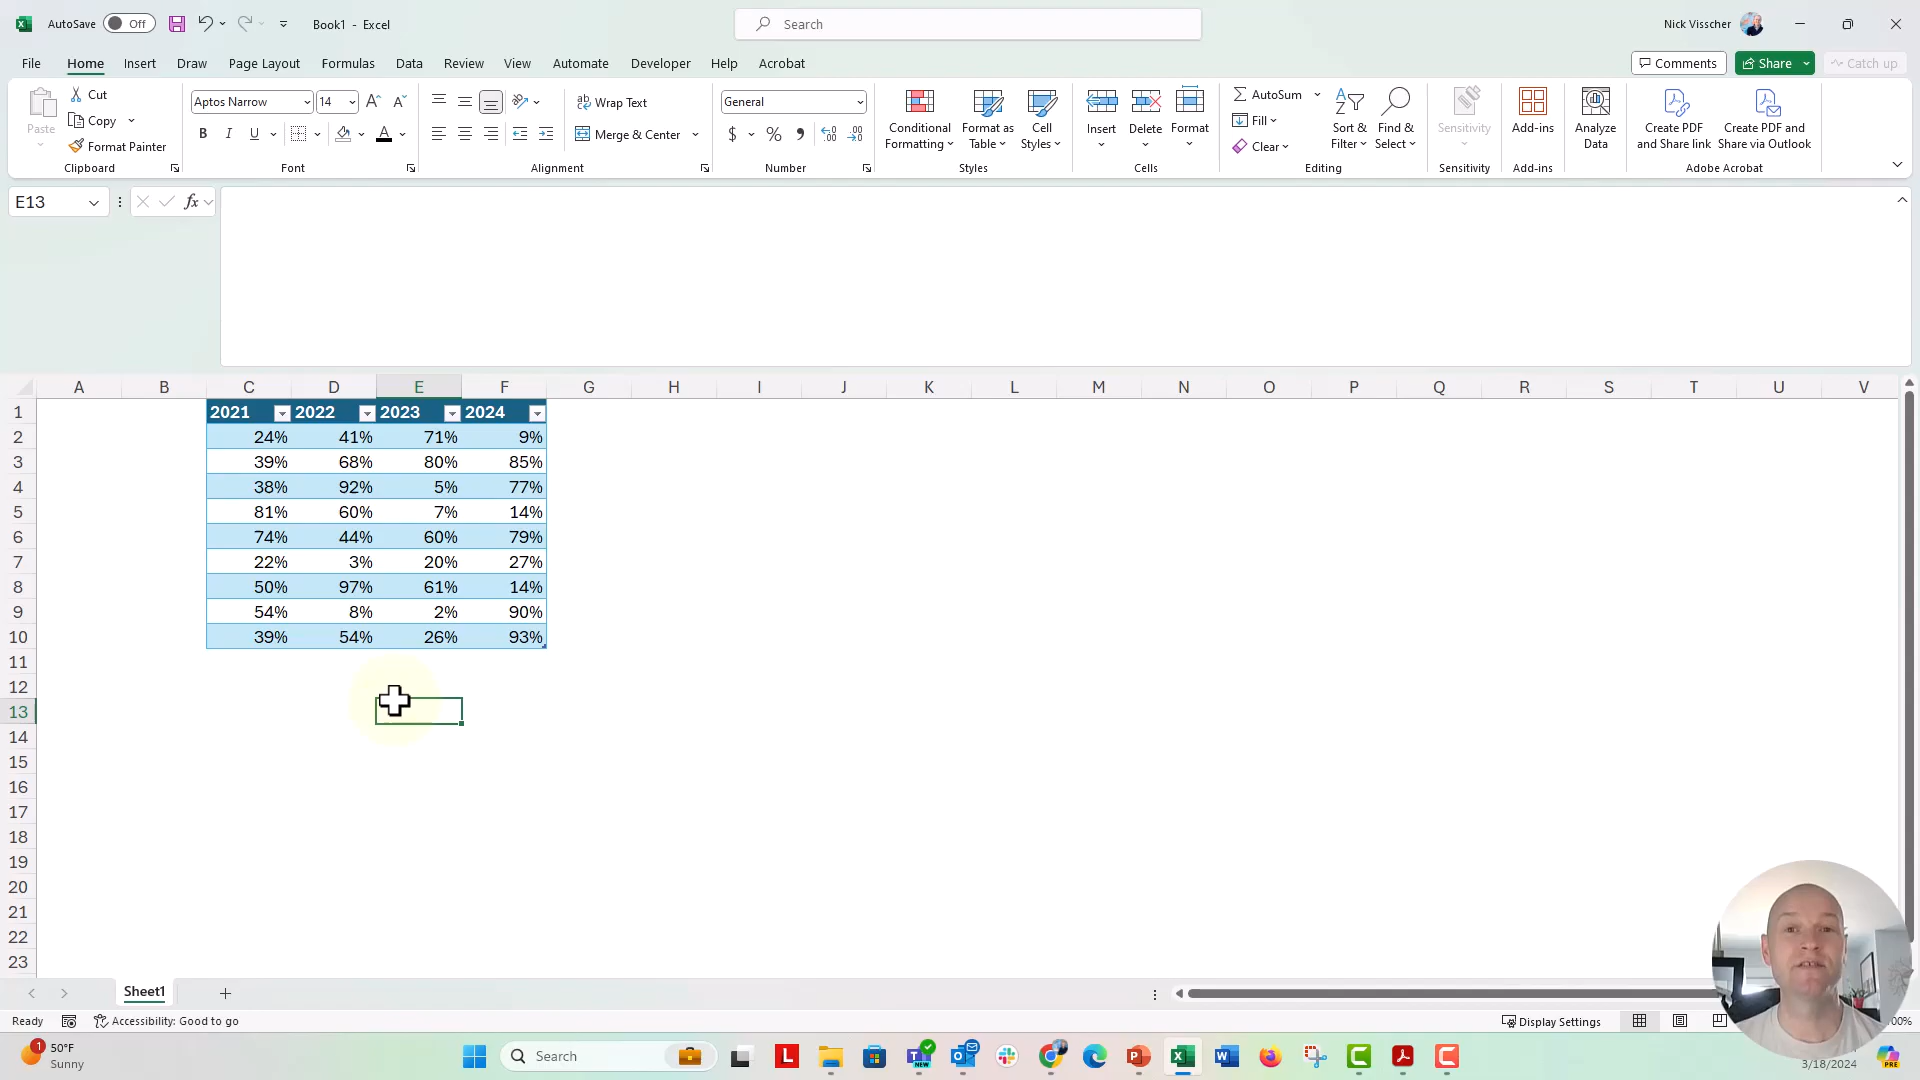 AutoSave Off Book1 - Excel Search Nick Visscher
File Home Insert Draw Page Layout Formulas Data Review View Automate Developer Help Acrobat Comments Share Catch up
Paste
Cut
Copy
Format Painter
Clipboard
Aptos Narrow 14
B I U A
Font
ab Wrap Text
Merge & Center
Alignment
General
$ % 9
Number
Conditional Formatting
Format as Table
Cell Styles
Styles
Insert Delete Format
Cells
AutoSum
Fill
Clear
Sort & Filter
Find & Select
Editing
Sensitivity
Sensitivity
Add-ins
Add-ins
Analyze Data
Create PDF and Share link
Create PDF and Share via Outlook
Adobe Acrobat
E13 fx
A B C D E F G H I J K L M N O P Q R S T U V
1 2021 2022 2023 2024
2 24% 41% 71% 9%
3 39% 68% 80% 85%
4 38% 92% 5% 77%
5 81% 60% 7% 14%
6 74% 44% 60% 79%
7 22% 3% 20% 27%
8 50% 97% 61% 14%
9 54% 8% 2% 90%
10 39% 54% 26% 93%
11
12
13
14
15
16
17
18
19
20
21
22
23
Sheet1
Ready Accessibility: Good to go Display Settings 100%
1 50°F
Sunny
Search
NEW
3/18/2024
PRE